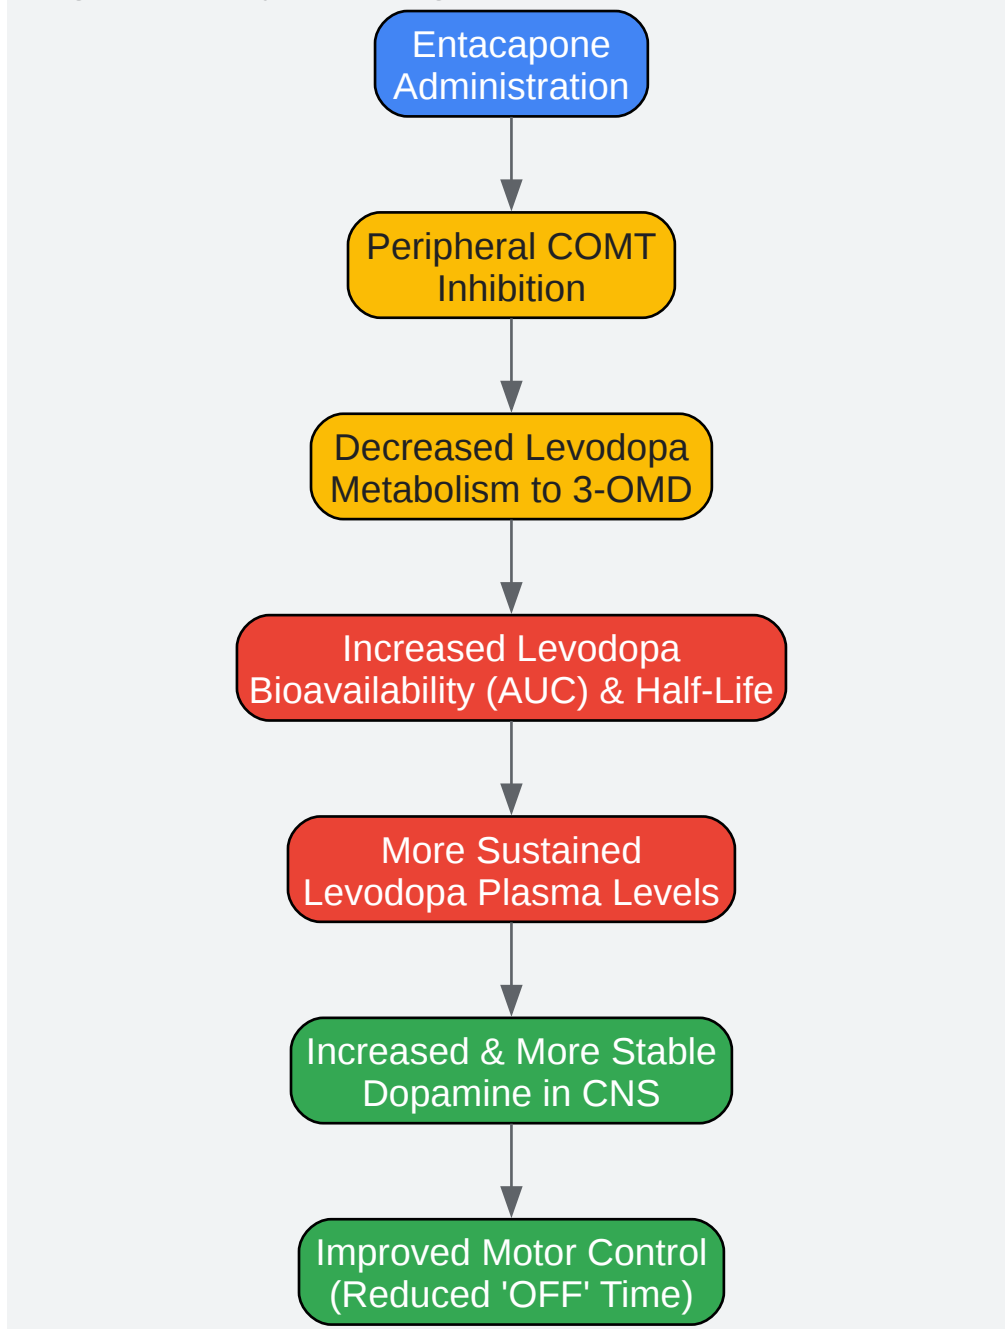 Entacapone
Administration
Peripheral COMT
Inhibition
Decreased Levodopa
Metabolism to 3-OMD
Increased Levodopa
Bioavailability (AUC) & Half-Life
More Sustained
Levodopa Plasma Levels
Increased & More Stable
Dopamine in CNS
Improved Motor Control
(Reduced 'OFF' Time)